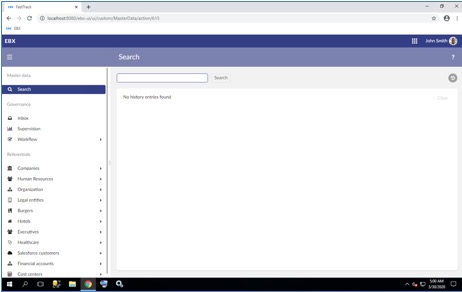 FastTrack
localhost:8080/ebx-ui/ui/custom/MasterData/action/615
EBX
EBX
John Smith
Search
?
Master data
Search
Search
Governance
No history entries found
Clear
Inbox
Supervision
Workflow
Referentials
Companies
Human Resources
Organization
Legal entities
Burgers
Hotels
Executives
Healthcare
Salesforce customers
Financial accounts
Cost centers
5:00 AM
3/30/2020